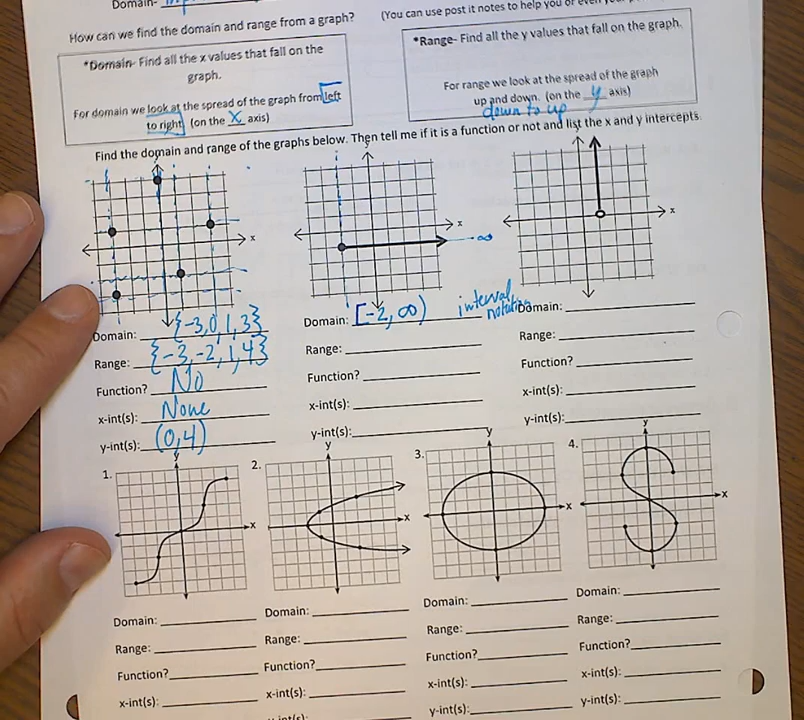 Domain-
How can we find the domain and range from a graph?
(You can use post it notes to help you or even your
*Domain- Find all the x values that fall on the
graph.
For domain we look at the spread of the graph from left
to right (on the X axis)
*Range- Find all the y values that fall on the graph.
For range we look at the spread of the graph
up and down. (on the y axis)
down to up
Find the domain and range of the graphs below. Then tell me if it is a function or not and list the x and y intercepts.
x
x
-∞
x
Domain: {-3,0,1,3}
Range: {-3,-2,1,4}
Function? No
x-int(s): None
y-int(s): (0,4)
Domain: [-2,∞)
interval
notation
Range:
Function?
x-int(s):
y-int(s):
Domain:
Range:
Function?
x-int(s):
y-int(s):
1.
y
x
2.
y
x
3.
y
x
4.
y
x
Domain:
Range:
Function?
x-int(s):
Domain:
Range:
Function?
x-int(s):
y-int(s):
Domain:
Range:
Function?
x-int(s):
y-int(s):
Domain:
Range:
Function?
x-int(s):
y-int(s):